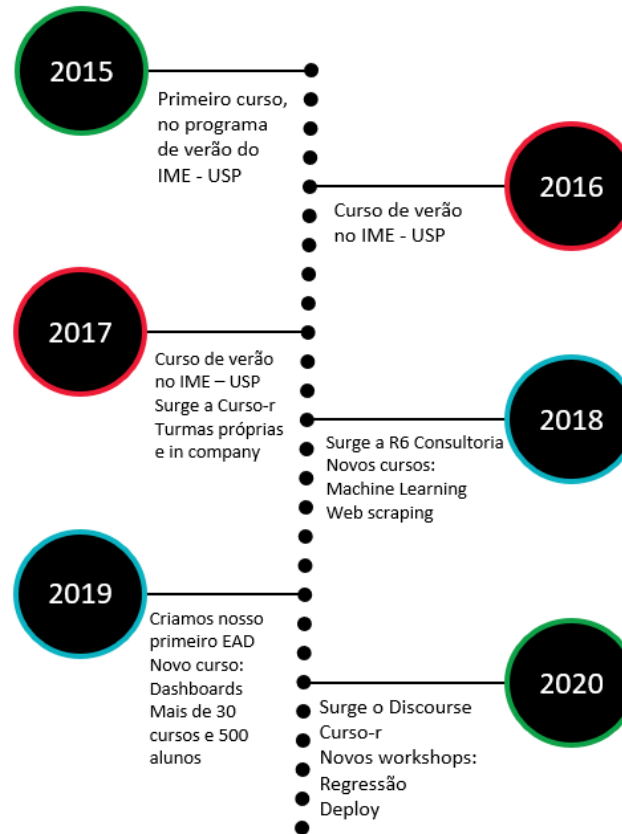 2015
Primeiro curso,
no programa
de verão do
IME - USP
2016
Curso de verão
no IME - USP
2017
Curso de verão
no IME – USP
Surge a Curso-r
Turmas próprias
e in company
2018
Surge a R6 Consultoria
Novos cursos:
Machine Learning
Web scraping
2019
Criamos nosso
primeiro EAD
Novo curso:
Dashboards
Mais de 30
cursos e 500
alunos
2020
Surge o Discourse
Curso-r
Novos workshops:
Regressão
Deploy